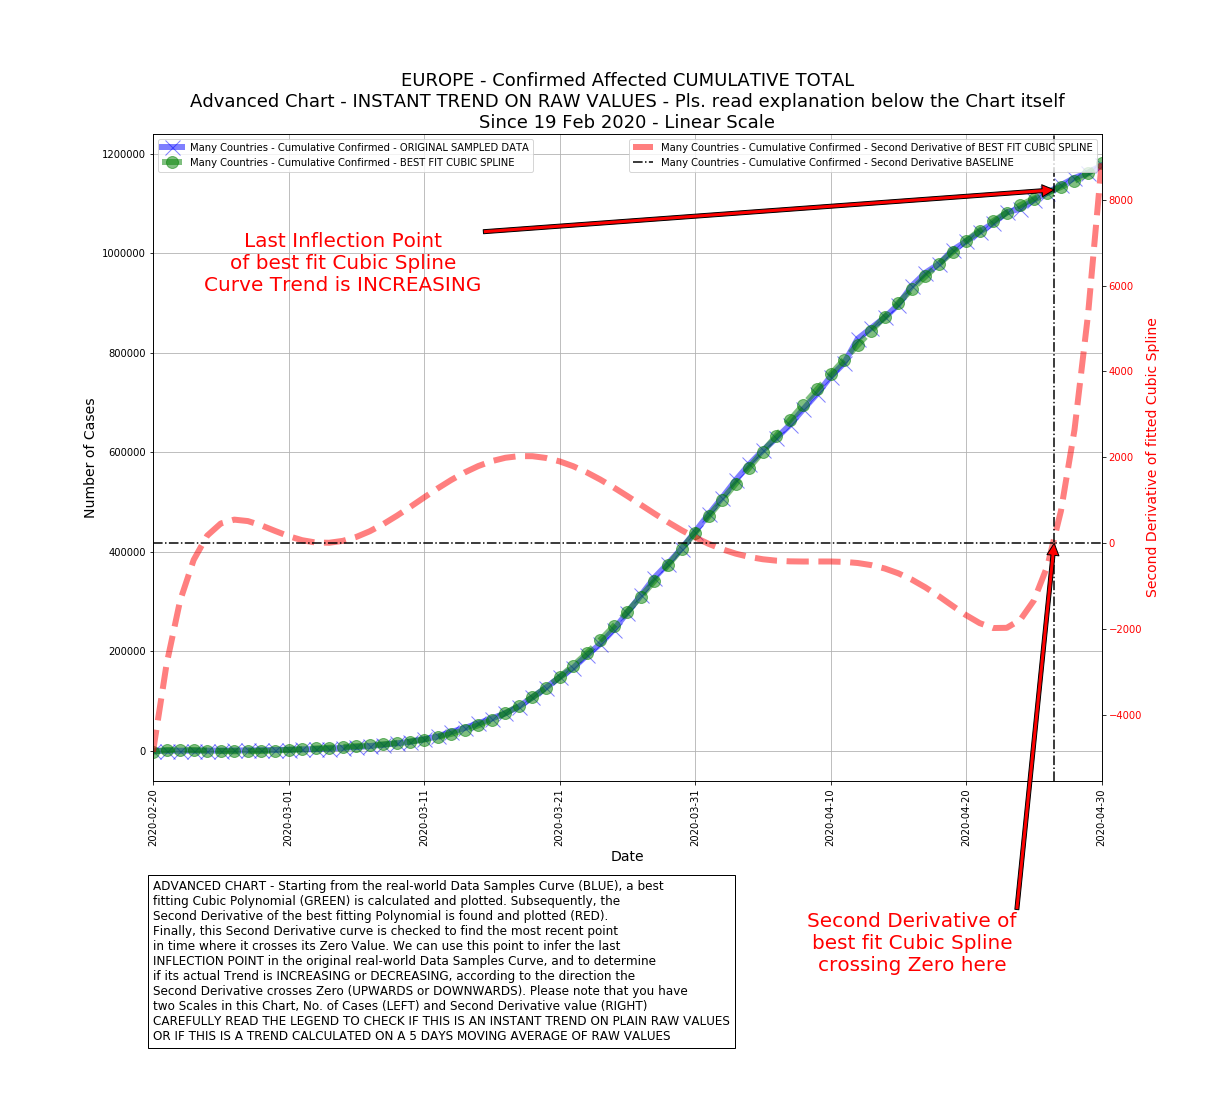 EUROPE - Confirmed Affected CUMULATIVE TOTAL
Advanced Chart - INSTANT TREND ON RAW VALUES - Pls. read explanation below the Chart itself
Since 19 Feb 2020 - Linear Scale
Many Countries - Cumulative Confirmed - ORIGINAL SAMPLED DATA
Many Countries - Cumulative Confirmed - BEST FIT CUBIC SPLINE
Many Countries - Cumulative Confirmed - Second Derivative of BEST FIT CUBIC SPLINE
Many Countries - Cumulative Confirmed - Second Derivative BASELINE
Last Inflection Point
of best fit Cubic Spline
Curve Trend is INCREASING
Number of Cases
1200000
1000000
800000
600000
400000
200000
0
Second Derivative of fitted Cubic Spline
8000
6000
4000
2000
0
−2000
−4000
2020-02-20
2020-03-01
2020-03-11
2020-03-21
2020-03-31
2020-04-10
2020-04-20
2020-04-30
Date
ADVANCED CHART - Starting from the real-world Data Samples Curve (BLUE), a best
fitting Cubic Polynomial (GREEN) is calculated and plotted. Subsequently, the
Second Derivative of the best fitting Polynomial is found and plotted (RED).
Finally, this Second Derivative curve is checked to find the most recent point
in time where it crosses its Zero Value. We can use this point to infer the last
INFLECTION POINT in the original real-world Data Samples Curve, and to determine
if its actual Trend is INCREASING or DECREASING, according to the direction the
Second Derivative crosses Zero (UPWARDS or DOWNWARDS). Please note that you have
two Scales in this Chart, No. of Cases (LEFT) and Second Derivative value (RIGHT)
CAREFULLY READ THE LEGEND TO CHECK IF THIS IS AN INSTANT TREND ON PLAIN RAW VALUES
OR IF THIS IS A TREND CALCULATED ON A 5 DAYS MOVING AVERAGE OF RAW VALUES
Second Derivative of
best fit Cubic Spline
crossing Zero here